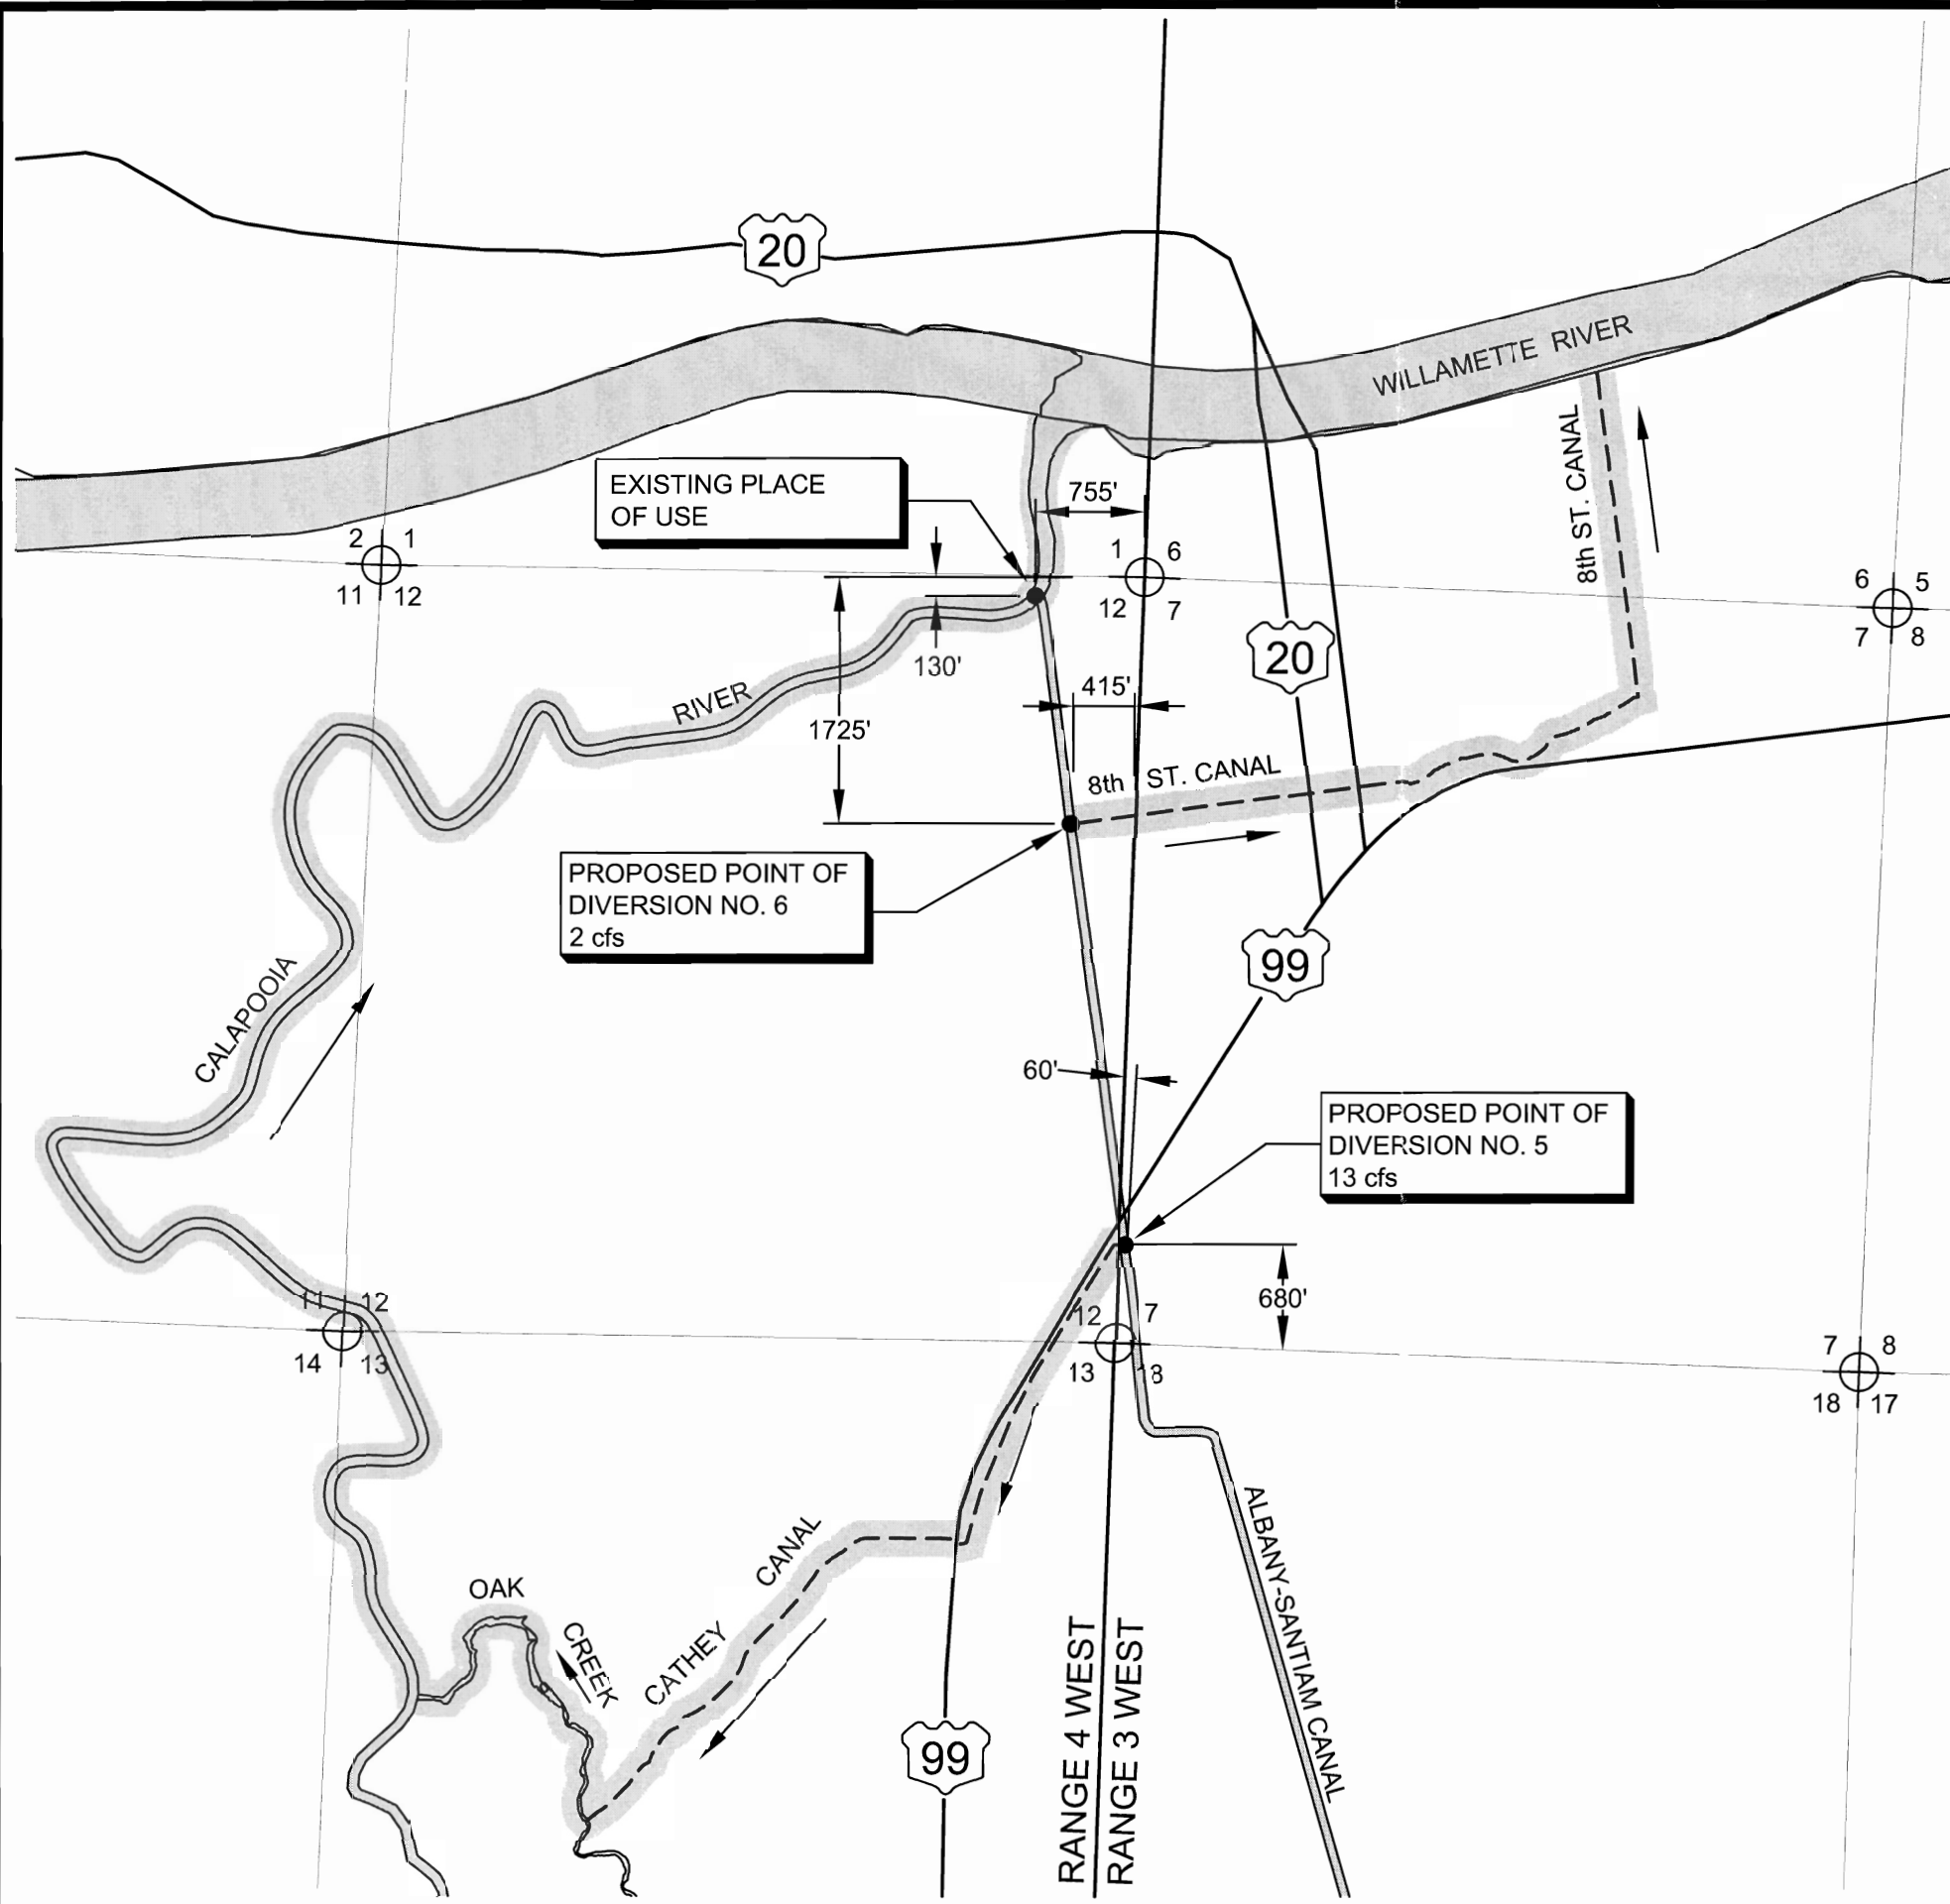 20
WILLAMETTE RIVER
8th ST. CANAL
EXISTING PLACE
OF USE
755'
2 1
11 12
1 6
12 7
6 5
7 8
130'
20
415'
RIVER
1725'
8th ST. CANAL
PROPOSED POINT OF
DIVERSION NO. 6
2 cfs
99
CALAPOOIA
60'
PROPOSED POINT OF
DIVERSION NO. 5
13 cfs
680'
11 12
14 13
12 7
13
7 8
18 17
ALBANY-SANTIAM CANAL
CATHEY CANAL
OAK
CREEK
RANGE 4 WEST
RANGE 3 WEST
99